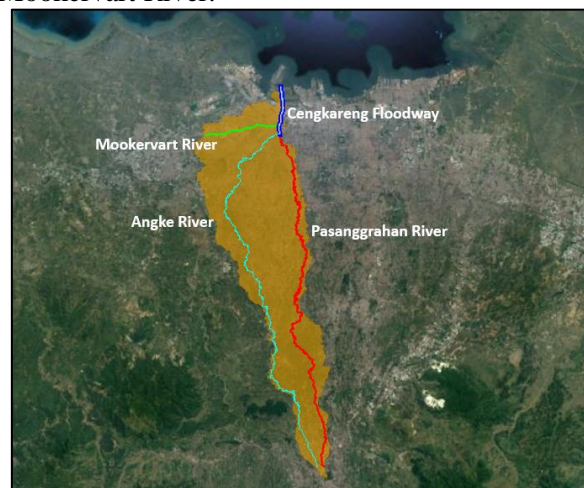 Mookervart River.
Cengkareng Floodway
Mookervart River
Angke River
Pasanggrahan River